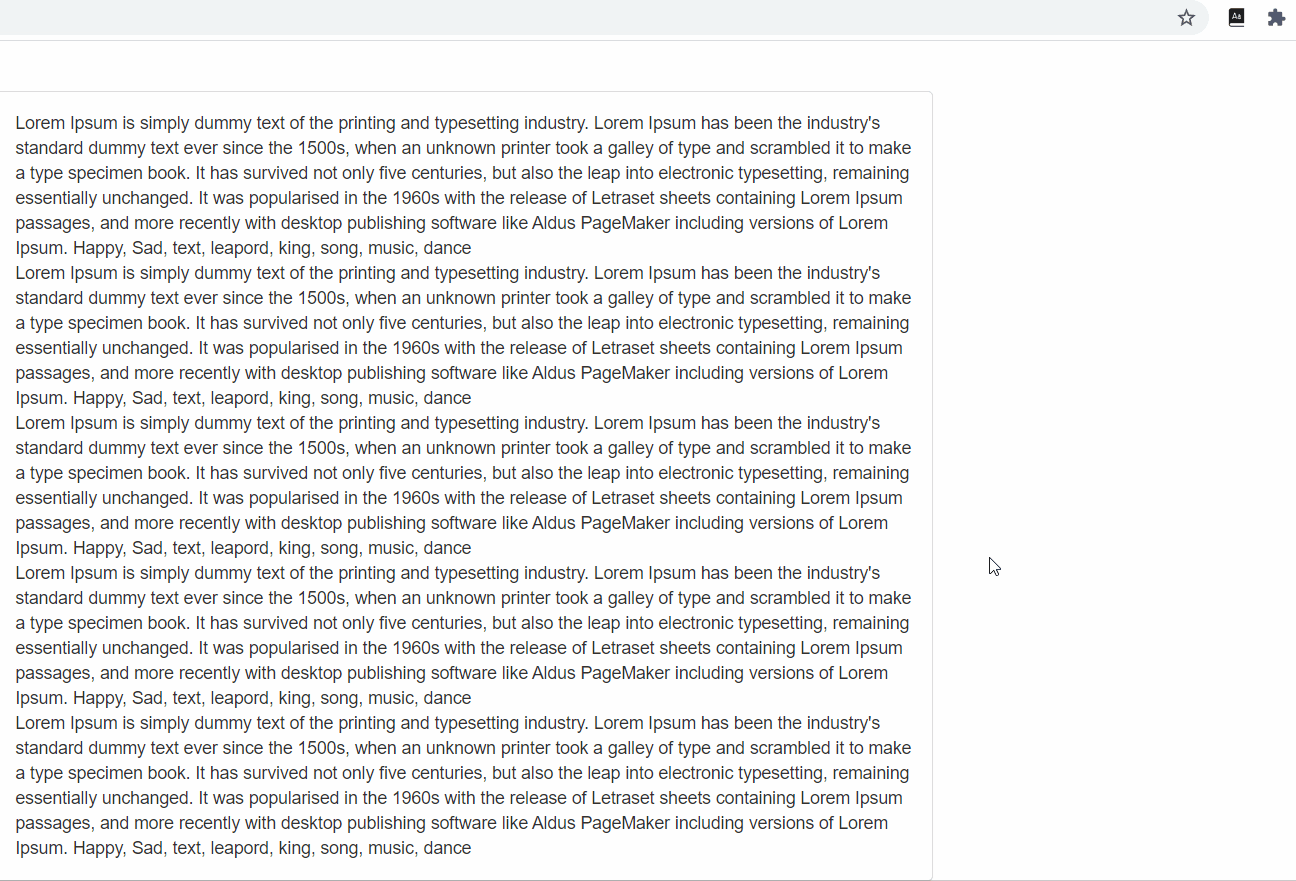 Aa
Lorem Ipsum is simply dummy text of the printing and typesetting industry. Lorem Ipsum has been the industry's
standard dummy text ever since the 1500s, when an unknown printer took a galley of type and scrambled it to make
a type specimen book. It has survived not only five centuries, but also the leap into electronic typesetting, remaining
essentially unchanged. It was popularised in the 1960s with the release of Letraset sheets containing Lorem Ipsum
passages, and more recently with desktop publishing software like Aldus PageMaker including versions of Lorem
Ipsum. Happy, Sad, text, leapord, king, song, music, dance
Lorem Ipsum is simply dummy text of the printing and typesetting industry. Lorem Ipsum has been the industry's
standard dummy text ever since the 1500s, when an unknown printer took a galley of type and scrambled it to make
a type specimen book. It has survived not only five centuries, but also the leap into electronic typesetting, remaining
essentially unchanged. It was popularised in the 1960s with the release of Letraset sheets containing Lorem Ipsum
passages, and more recently with desktop publishing software like Aldus PageMaker including versions of Lorem
Ipsum. Happy, Sad, text, leapord, king, song, music, dance
Lorem Ipsum is simply dummy text of the printing and typesetting industry. Lorem Ipsum has been the industry's
standard dummy text ever since the 1500s, when an unknown printer took a galley of type and scrambled it to make
a type specimen book. It has survived not only five centuries, but also the leap into electronic typesetting, remaining
essentially unchanged. It was popularised in the 1960s with the release of Letraset sheets containing Lorem Ipsum
passages, and more recently with desktop publishing software like Aldus PageMaker including versions of Lorem
Ipsum. Happy, Sad, text, leapord, king, song, music, dance
Lorem Ipsum is simply dummy text of the printing and typesetting industry. Lorem Ipsum has been the industry's
standard dummy text ever since the 1500s, when an unknown printer took a galley of type and scrambled it to make
a type specimen book. It has survived not only five centuries, but also the leap into electronic typesetting, remaining
essentially unchanged. It was popularised in the 1960s with the release of Letraset sheets containing Lorem Ipsum
passages, and more recently with desktop publishing software like Aldus PageMaker including versions of Lorem
Ipsum. Happy, Sad, text, leapord, king, song, music, dance
Lorem Ipsum is simply dummy text of the printing and typesetting industry. Lorem Ipsum has been the industry's
standard dummy text ever since the 1500s, when an unknown printer took a galley of type and scrambled it to make
a type specimen book. It has survived not only five centuries, but also the leap into electronic typesetting, remaining
essentially unchanged. It was popularised in the 1960s with the release of Letraset sheets containing Lorem Ipsum
passages, and more recently with desktop publishing software like Aldus PageMaker including versions of Lorem
Ipsum. Happy, Sad, text, leapord, king, song, music, dance